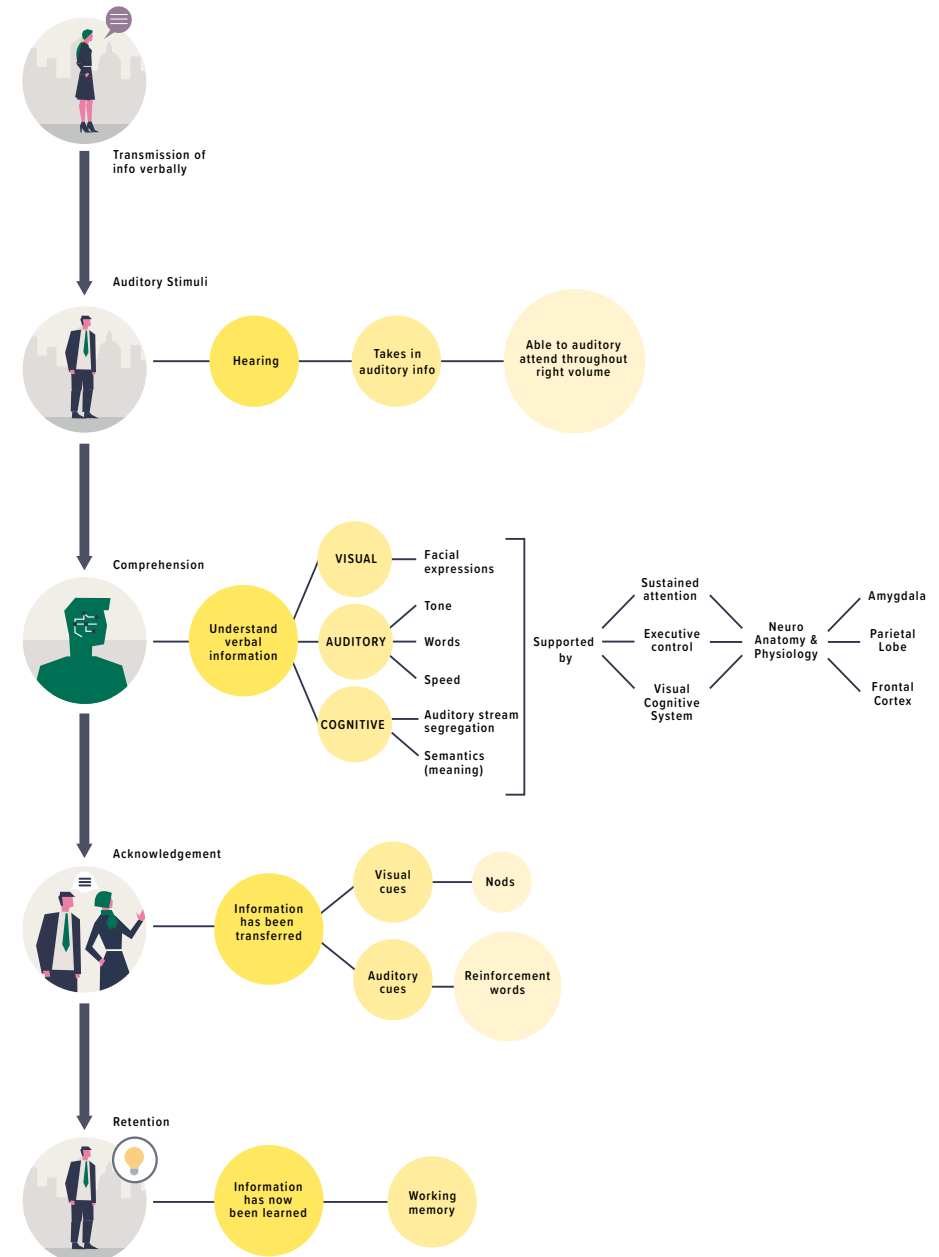 Transmission of
info verbally
Auditory Stimuli
Hearing
Takes in
auditory info
Able to auditory
attend throughout
right volume
Comprehension
Understand
verbal
information
VISUAL
Facial
expressions
AUDITORY
Tone
Words
Speed
COGNITIVE
Auditory stream
segregation
Semantics
(meaning)
Supported
by
Sustained
attention
Executive
control
Visual
Cognitive
System
Neuro
Anatomy &
Physiology
Amygdala
Parietal
Lobe
Frontal
Cortex
Acknowledgement
Information
has been
transferred
Visual
cues
Nods
Auditory
cues
Reinforcement
words
Retention
Information
has now
been learned
Working
memory